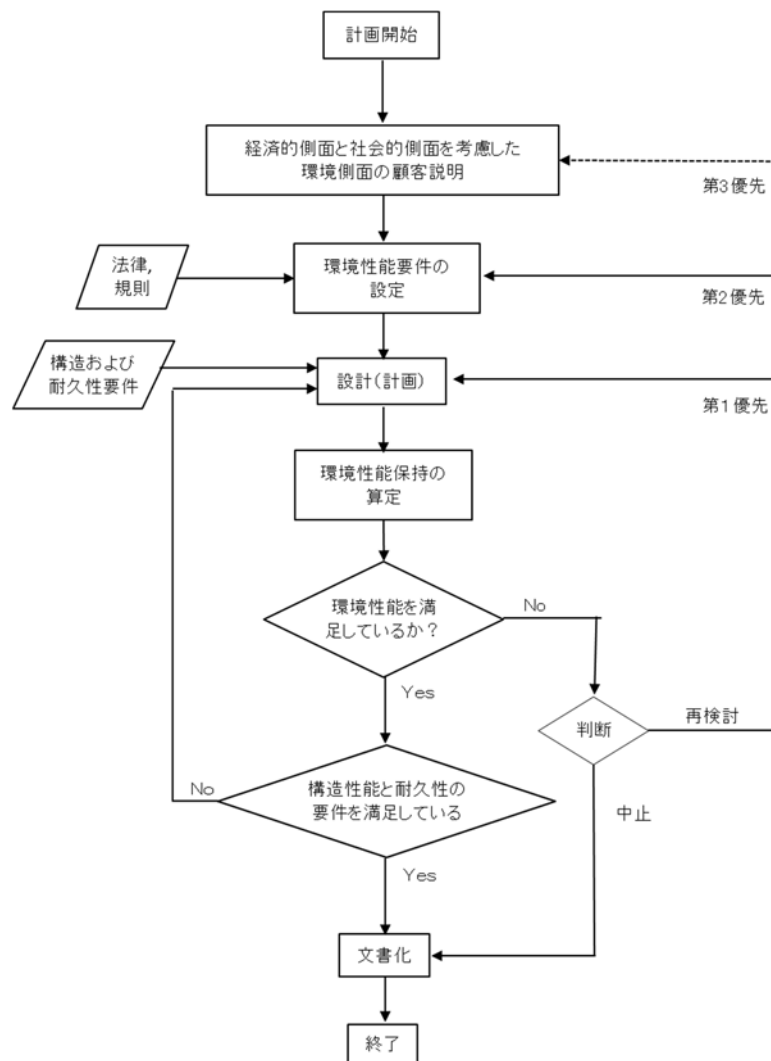 計画開始
経済的側面と社会的側面を考慮した
環境側面の顧客説明
第3優先
法律,
規則
環境性能要件の
設定
第2優先
構造および
耐久性要件
設計(計画)
第1優先
環境性能保持の
算定
環境性能を満
足しているか?
No
Yes
判断
再検討
No
構造性能と耐久性の
要件を満足している
中止
Yes
文書化
終了